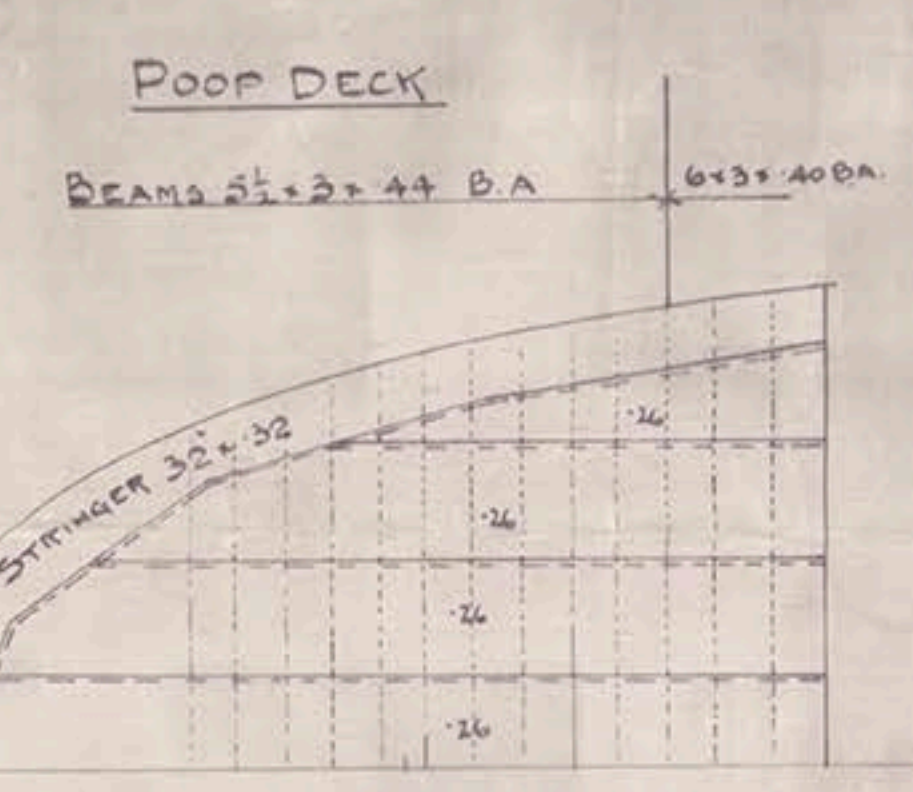 POOP DECK
BEAMS 5½ × 3 × .44 B.A
6×3×.40 B.A.
STRINGER 32" × .32
.26
.26
.26
.26